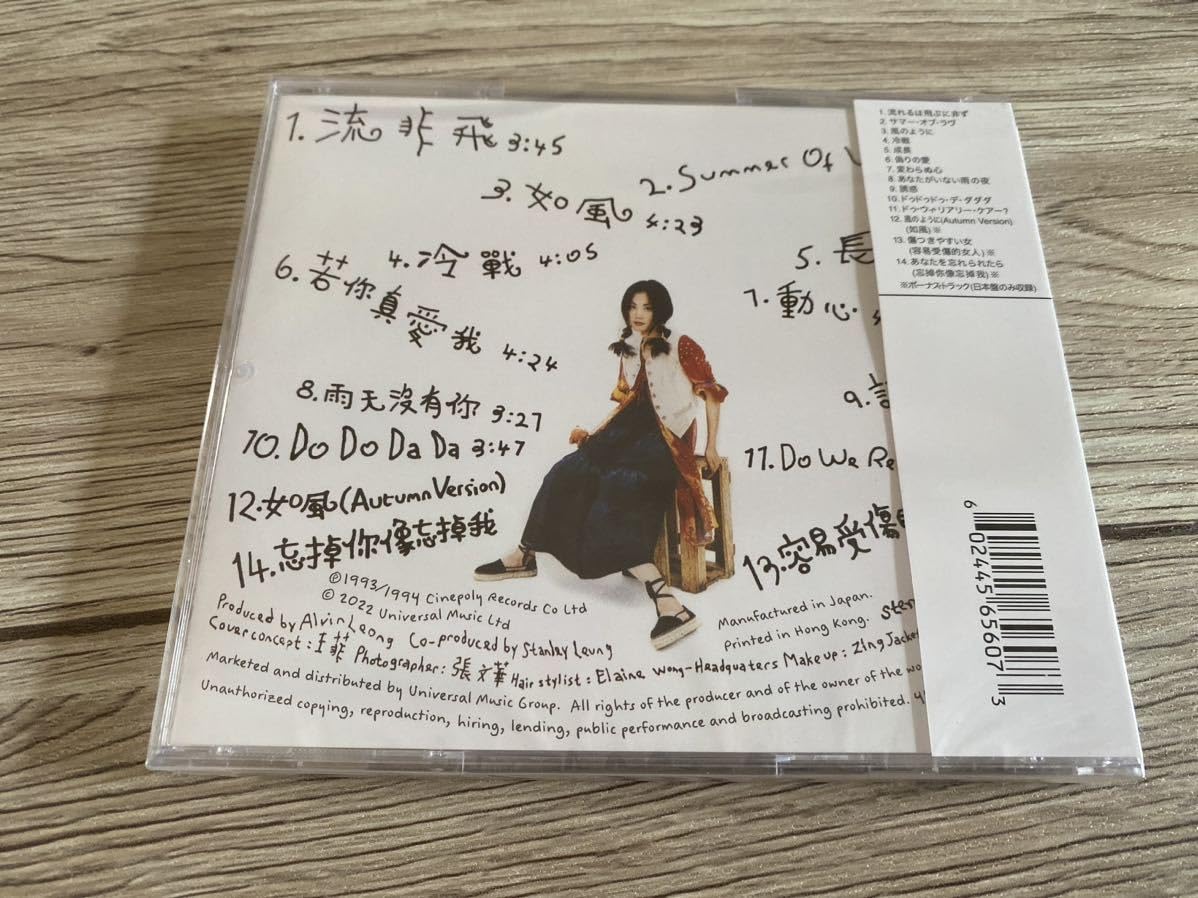 1. 流非飛 3:45
2. Summer Of
3. 如風 4:23
4. 冷戰 4:05
5. 長
6. 若你真愛我 4:24
7. 動心
8. 雨天沒有你 3:27
9.
10. Do Do Da Da 3:47
11. Do We Re
12. 如風 (Autumn Version)
13. 容易受傷
14. 忘掉你像忘掉我
℗1993/1994 Cinepoly Records Co Ltd
© 2022 Universal Music Ltd
Manufactured in Japan.
Printed in Hong Kong.
Produced by Alvin Leong Co-produced by Stanley Leung
Cover concept: 王菲 Photographer: 張文華 Hair stylist: Elaine Wong-Headquaters Make up: Zing Jacke
Marketed and distributed by Universal Music Group. All rights of the producer and of the owner of the wo
Unauthorized copying, reproduction, hiring, lending, public performance and broadcasting prohibited.
1. 流れるは飛ぶに非ず
2. サマー・オブ・ラヴ
3. 風のように
4. 冷戦
5. 成長
6. 偽りの愛
7. 変わらぬ心
8. あなたがいない雨の夜
9. 誘惑
10. ドゥドゥドゥ・デ・ダダダ
11. ドゥ・ウィ・リアリー・ケアー?
12. 風のように(Autumn Version)
(如風)※
13. 傷つきやすい女
(容易受傷的女人)※
14. あなたを忘れられたら
(忘掉你像忘掉我)※
※ボーナス・トラック(日本盤のみ収録)
6 02445 65607 3